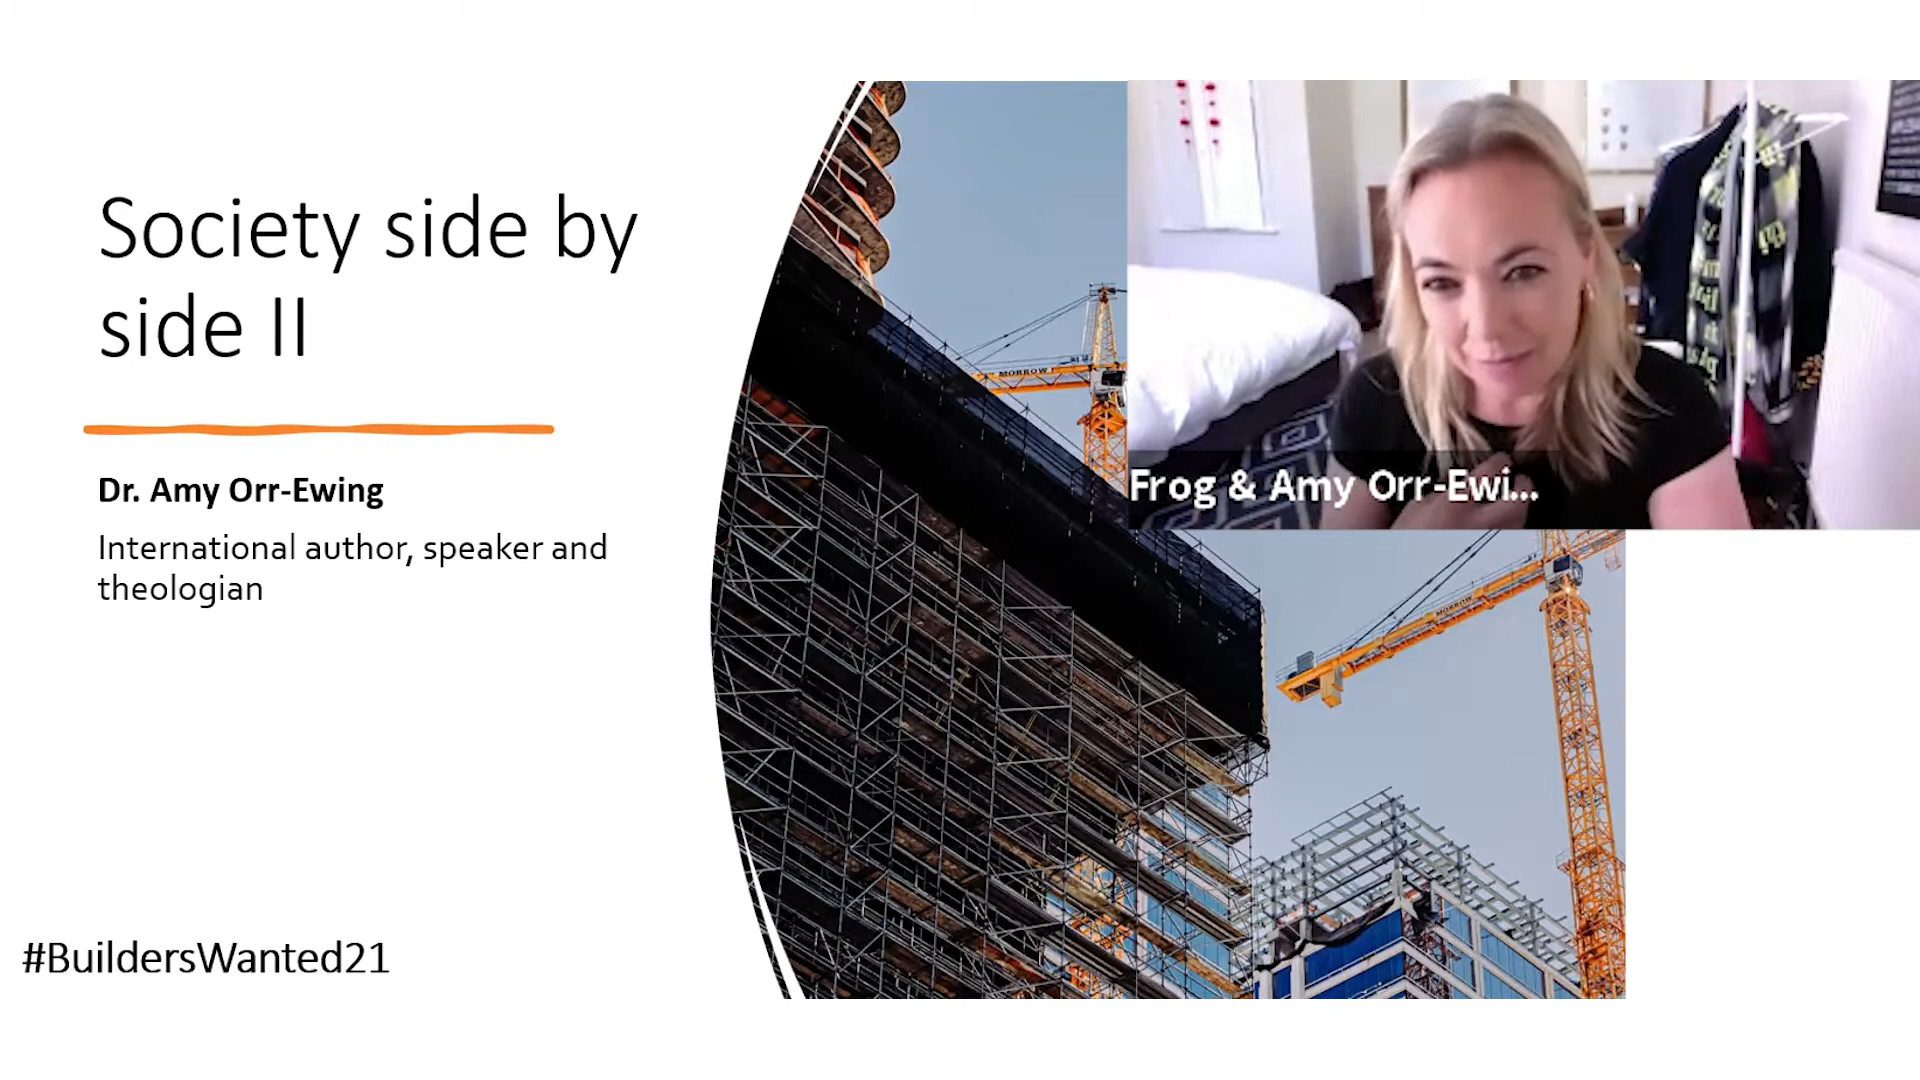 Society side by
side II
Dr. Amy Orr-Ewing
International author, speaker and
theologian
#BuildersWanted21
MORROW
Frog & Amy Orr-Ewi...
MORROW